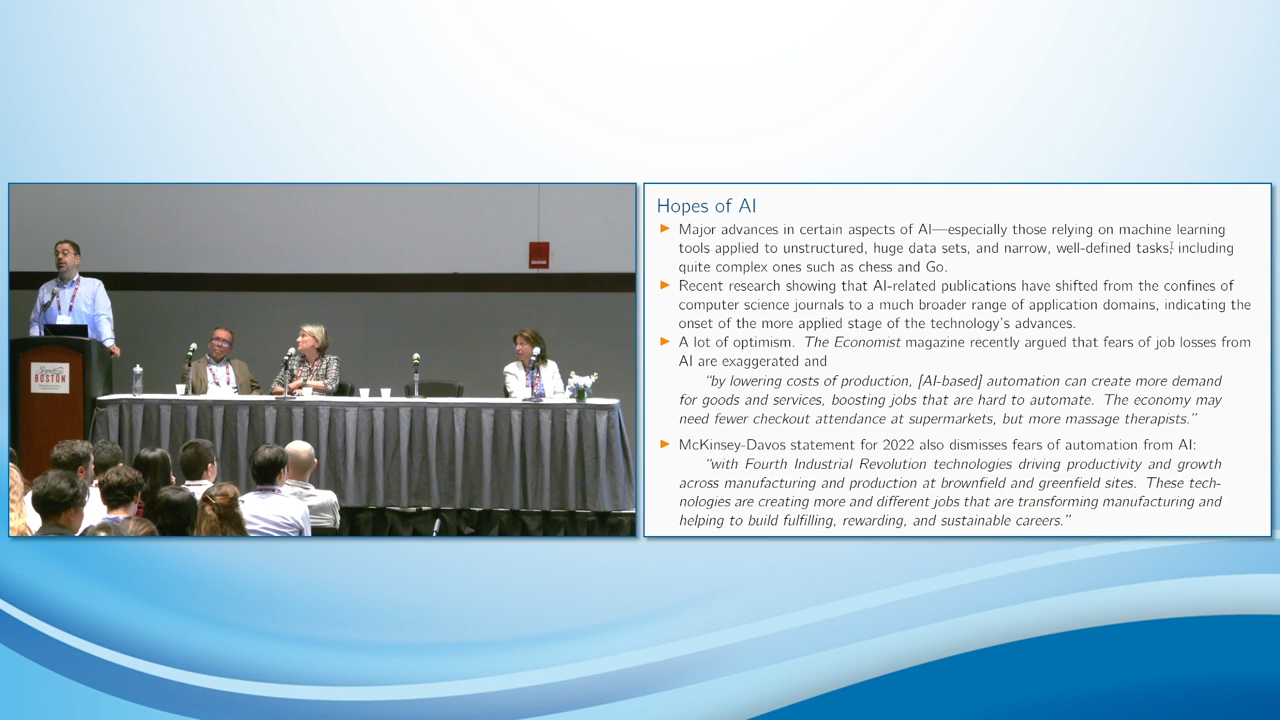 BOSTON
Hopes of AI
Major advances in certain aspects of AI—especially those relying on machine learning
tools applied to unstructured, huge data sets, and narrow, well-defined tasks, including
quite complex ones such as chess and Go.
Recent research showing that AI-related publications have shifted from the confines of
computer science journals to a much broader range of application domains, indicating the
onset of the more applied stage of the technology's advances.
A lot of optimism. The Economist magazine recently argued that fears of job losses from
AI are exaggerated and
"by lowering costs of production, [AI-based] automation can create more demand
for goods and services, boosting jobs that are hard to automate. The economy may
need fewer checkout attendance at supermarkets, but more massage therapists."
McKinsey-Davos statement for 2022 also dismisses fears of automation from AI:
"with Fourth Industrial Revolution technologies driving productivity and growth
across manufacturing and production at brownfield and greenfield sites. These tech-
nologies are creating more and different jobs that are transforming manufacturing and
helping to build fulfilling, rewarding, and sustainable careers."